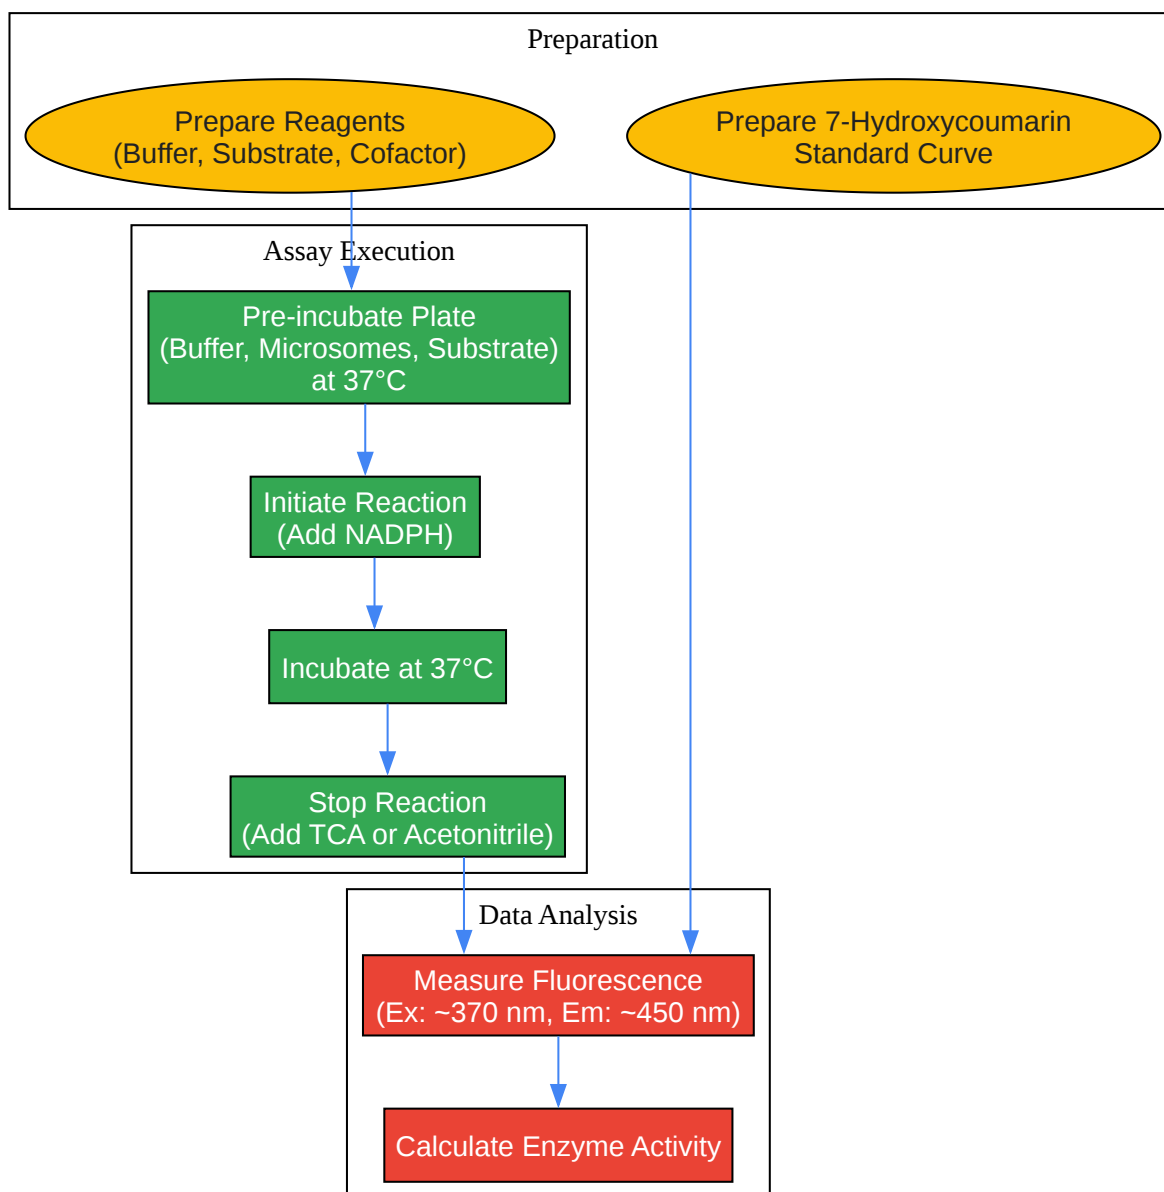 Preparation
Prepare Reagents
(Buffer, Substrate, Cofactor)
Prepare 7-Hydroxycoumarin
Standard Curve
Assay Execution
Pre-incubate Plate
(Buffer, Microsomes, Substrate)
at 37°C
Initiate Reaction
(Add NADPH)
Incubate at 37°C
Stop Reaction
(Add TCA or Acetonitrile)
Data Analysis
Measure Fluorescence
(Ex: ~370 nm, Em: ~450 nm)
Calculate Enzyme Activity